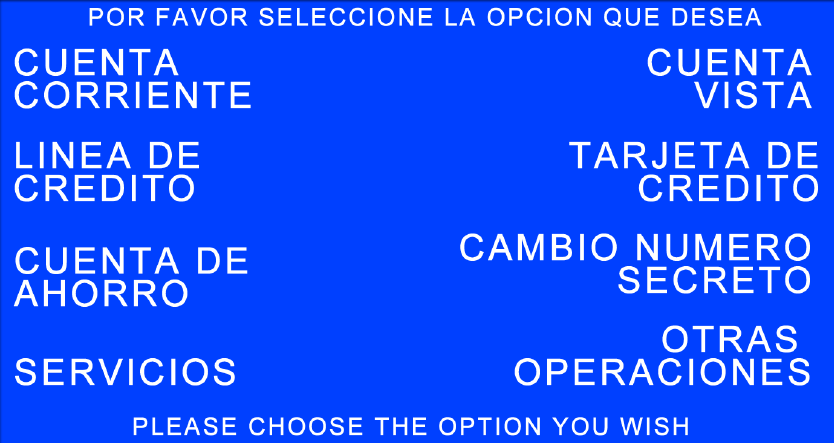 POR FAVOR SELECCIONE LA OPCION QUE DESEA
CUENTA
CORRIENTE
CUENTA
VISTA
LINEA DE
CREDITO
TARJETA DE
CREDITO
CUENTA DE
AHORRO
CAMBIO NUMERO
SECRETO
SERVICIOS
OTRAS
OPERACIONES
PLEASE CHOOSE THE OPTION YOU WISH